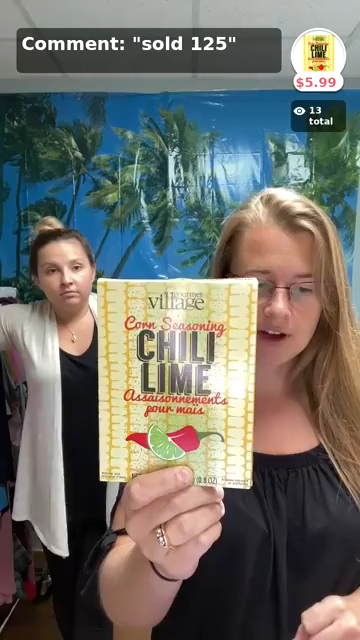 Comment: "sold 125"
CHILI
LIME
$5.99
13
total
gourmet
village
Corn Seasoning
CHILI
LIME
Assaisonnements
pour maïs
(0.8 OZ)